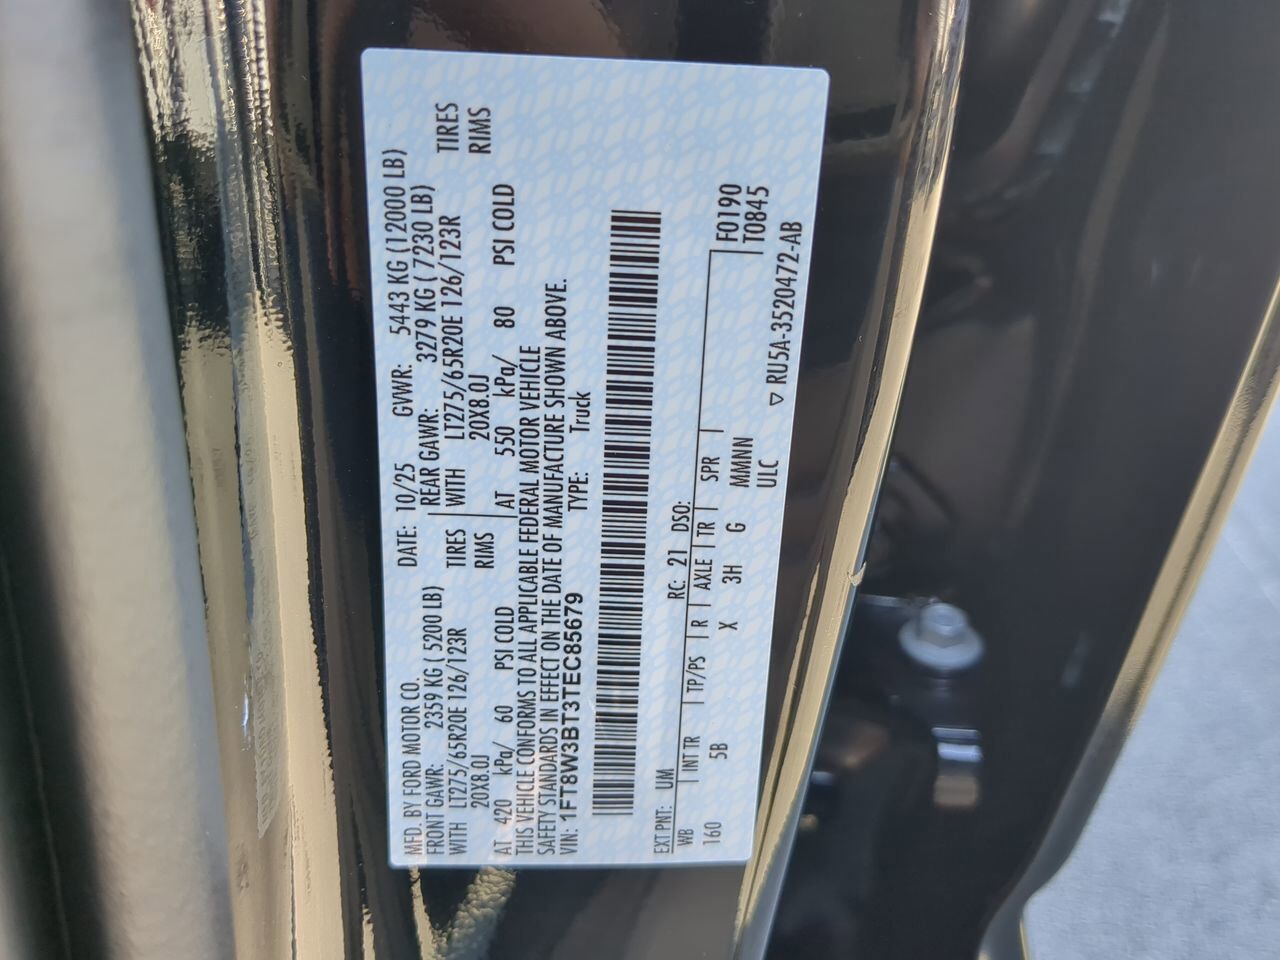 MFD. BY FORD MOTOR CO. DATE: 10/25 GVWR: 5443 KG (12000 LB)
FRONT GAWR: 2359 KG ( 5200 LB) REAR GAWR: 3279 KG ( 7230 LB)
WITH LT275/65R20E 126/123R TIRES WITH LT275/65R20E 126/123R TIRES
20X8.0J RIMS 20X8.0J RIMS
AT 420 kPa/ 60 PSI COLD AT 550 kPa/ 80 PSI COLD
THIS VEHICLE CONFORMS TO ALL APPLICABLE FEDERAL MOTOR VEHICLE
SAFETY STANDARDS IN EFFECT ON THE DATE OF MANUFACTURE SHOWN ABOVE.
VIN: 1FT8W3BT3TEC85679 TYPE: Truck
EXT PNT: UM RC: 21 DSO:
WB INT TR TP/PS R AXLE TR SPR F0190
160 5B X 3H G MMNN T0845
ULC ▽ RU5A-3520472-AB